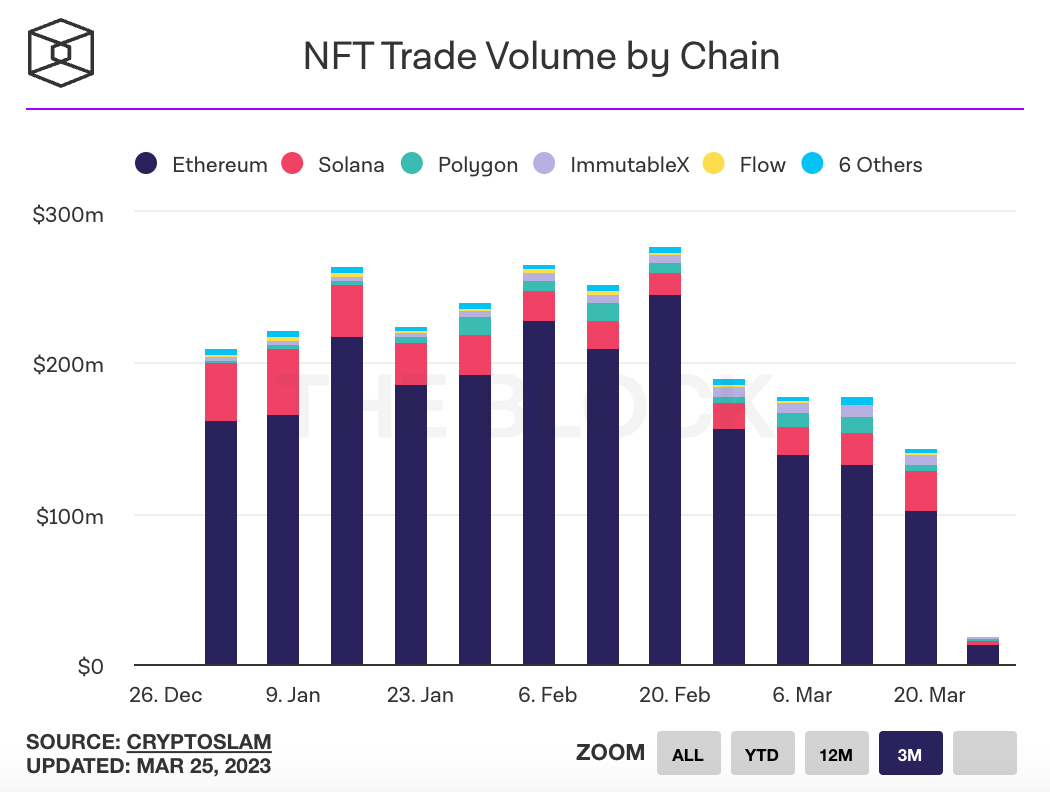 NFT Trade Volume by Chain
Ethereum Solana Polygon ImmutableX Flow 6 Others
$300m
$200m
THE BLOCK
$100m
$0
26. Dec 9. Jan 23. Jan 6. Feb 20. Feb 6. Mar 20. Mar
SOURCE: CRYPTOSLAM
UPDATED: MAR 25, 2023
ZOOM ALL YTD 12M 3M